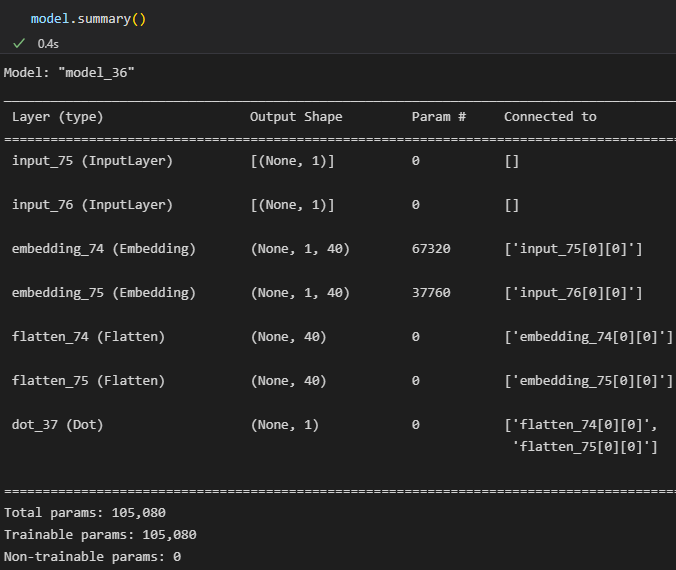 model.summary()
✓ 0.4s
Model: "model_36"
Layer (type) Output Shape Param # Connected to
==================================================================================================
input_75 (InputLayer) [(None, 1)] 0 []
input_76 (InputLayer) [(None, 1)] 0 []
embedding_74 (Embedding) (None, 1, 40) 67320 ['input_75[0][0]']
embedding_75 (Embedding) (None, 1, 40) 37760 ['input_76[0][0]']
flatten_74 (Flatten) (None, 40) 0 ['embedding_74[0][0]']
flatten_75 (Flatten) (None, 40) 0 ['embedding_75[0][0]']
dot_37 (Dot) (None, 1) 0 ['flatten_74[0][0]',
'flatten_75[0][0]']
==================================================================================================
Total params: 105,080
Trainable params: 105,080
Non-trainable params: 0